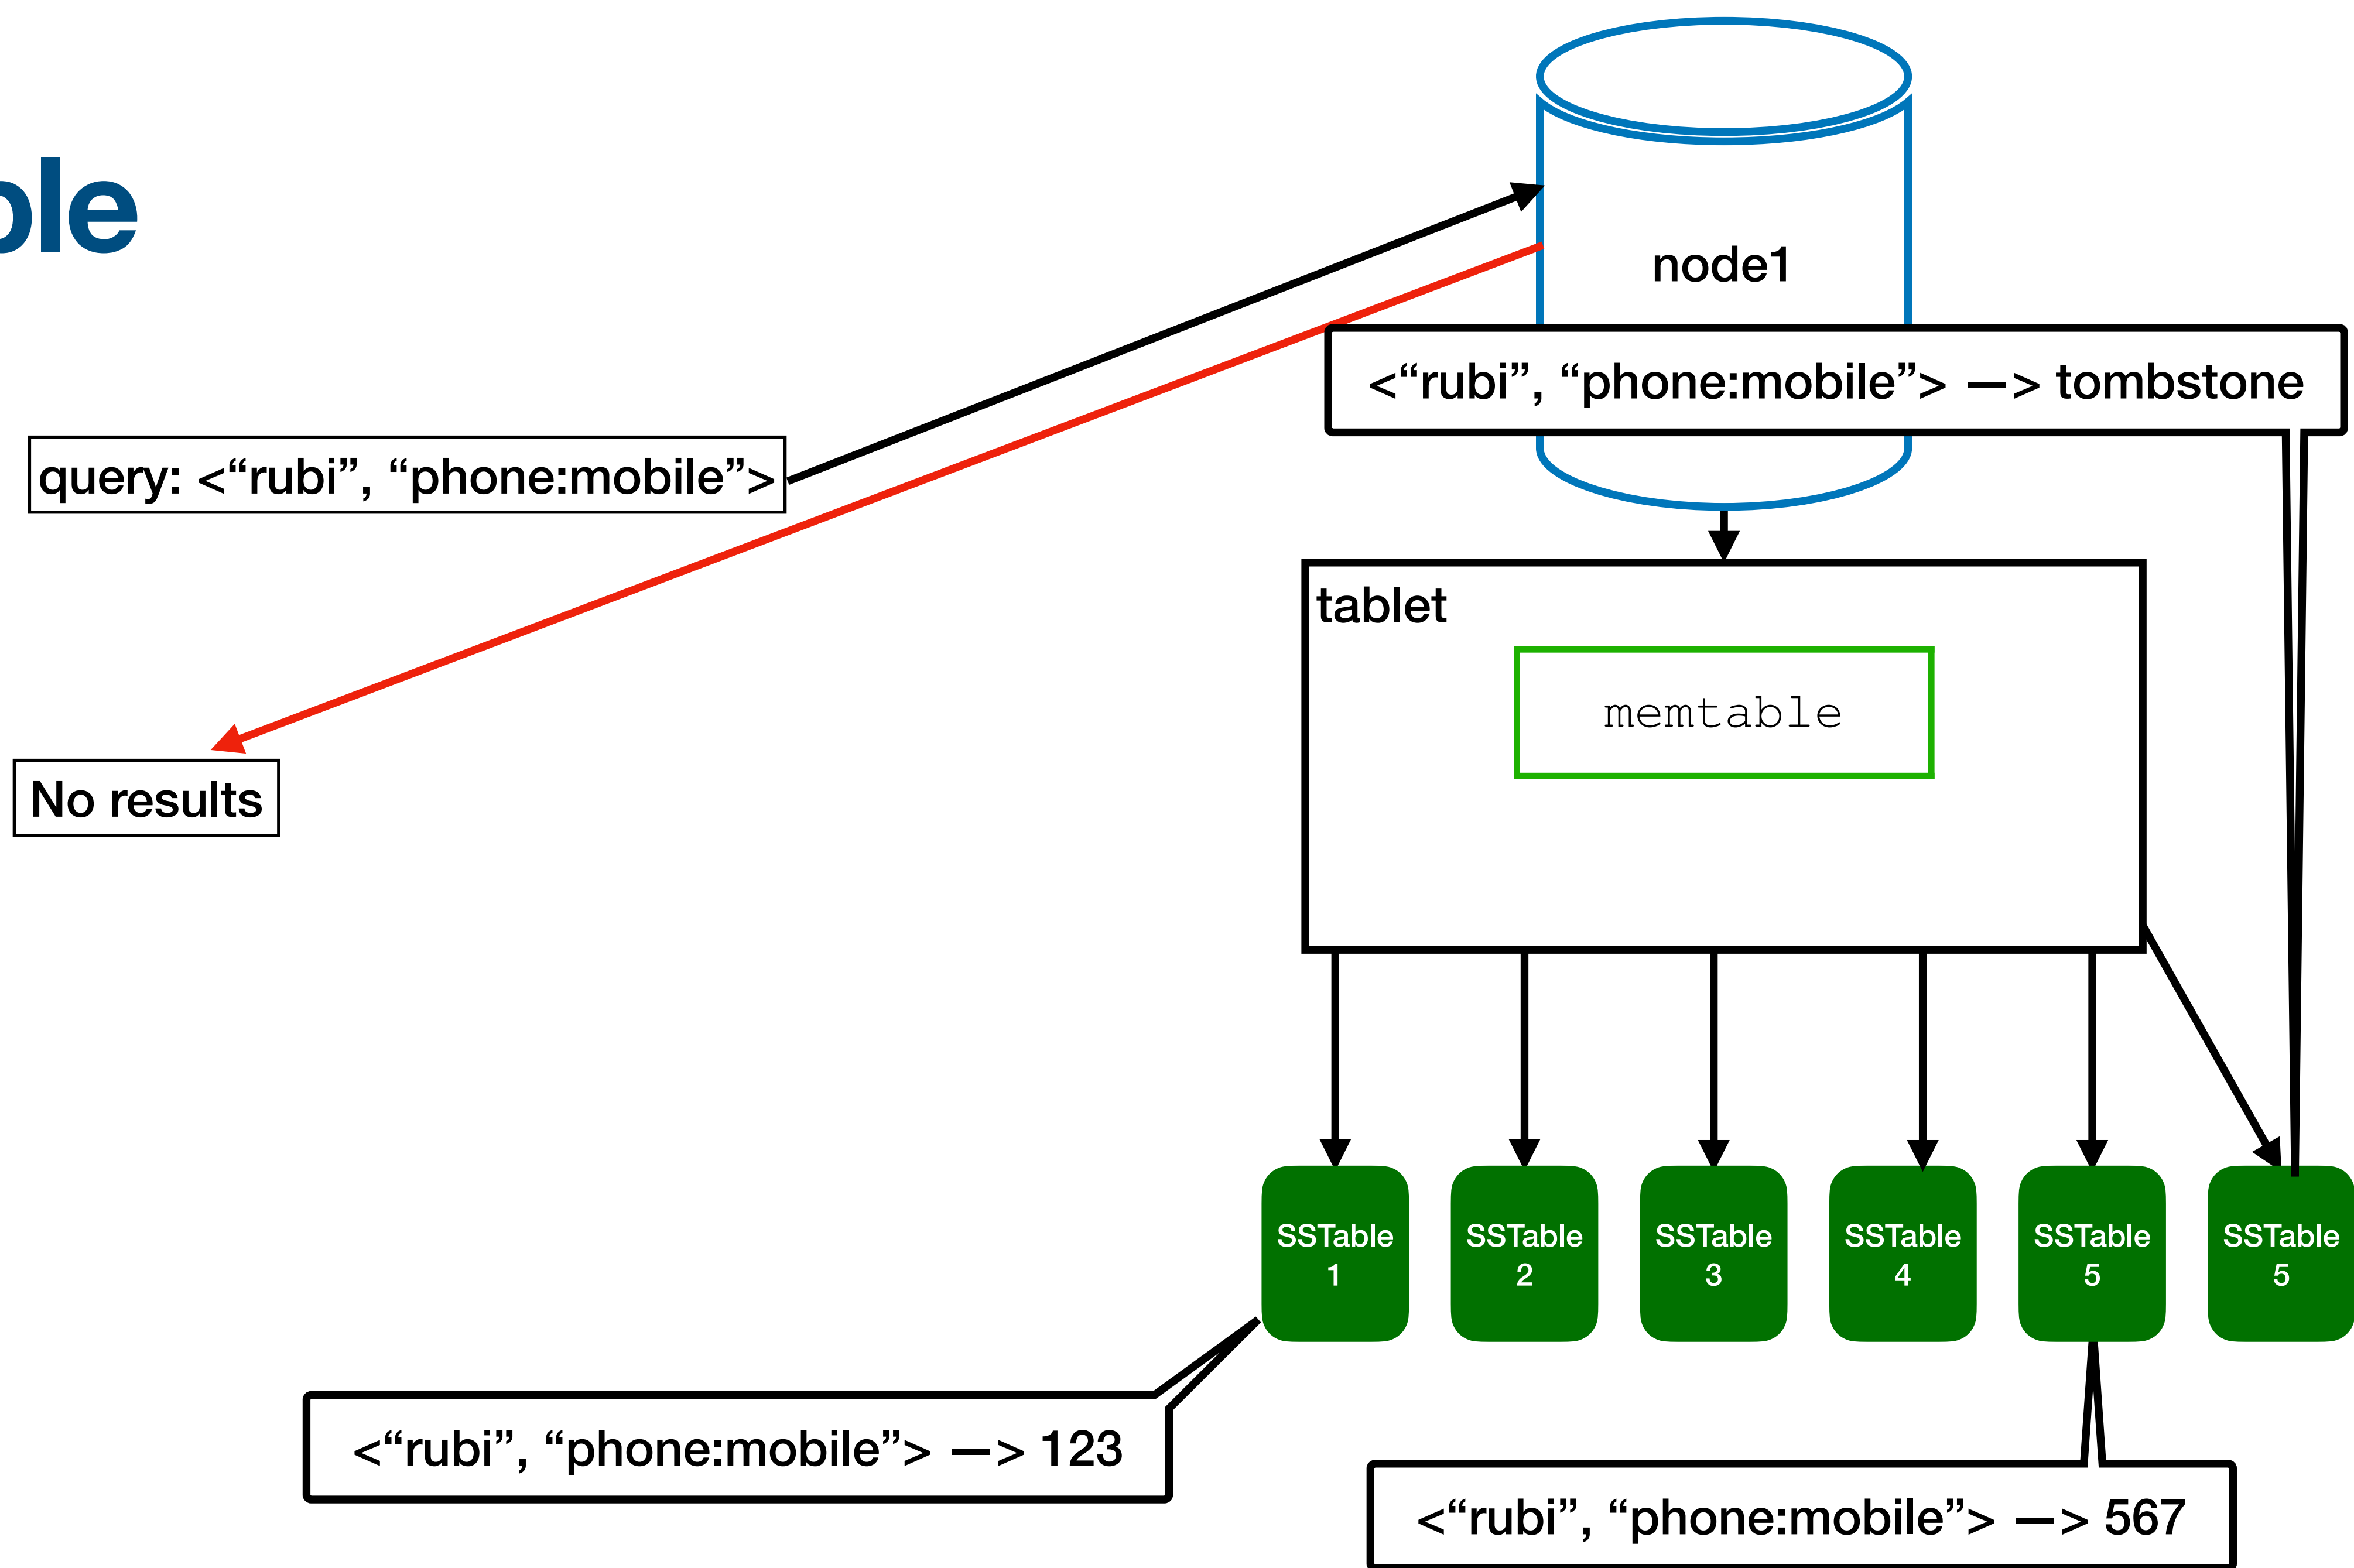 ble
node1
<“rubi”, “phone:mobile”> —> tombstone
query: <“rubi”, “phone:mobile”>
tablet
memtable
No results
SSTable
1
SSTable
2
SSTable
3
SSTable
4
SSTable
5
SSTable
5
<“rubi”, “phone:mobile”> —> 123
<“rubi”, “phone:mobile”> —> 567